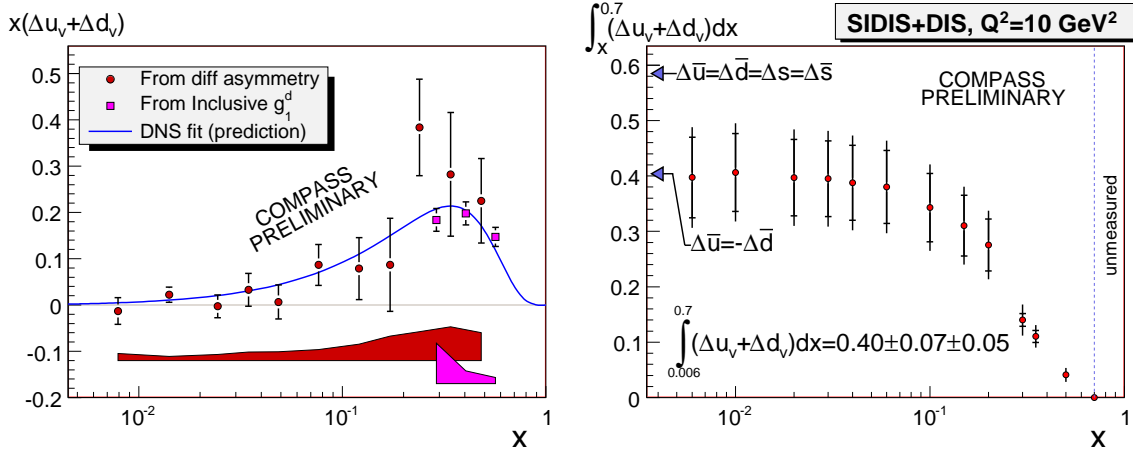 x(Δu_v+Δd_v)
From diff asymmetry
From Inclusive g_1^d
DNS fit (prediction)
COMPASS
PRELIMINARY
0.5
0.4
0.3
0.2
0.1
0
-0.1
-0.2
10^-2
10^-1
1
x
∫_x^0.7 (Δu_v+Δd_v)dx
SIDIS+DIS, Q²=10 GeV²
Δū=Δd̄=Δs=Δs̄
COMPASS
PRELIMINARY
Δū=-Δd̄
unmeasured
∫_0.006^0.7 (Δu_v+Δd_v)dx=0.40±0.07±0.05
0.6
0.5
0.4
0.3
0.2
0.1
0
10^-2
10^-1
1
x